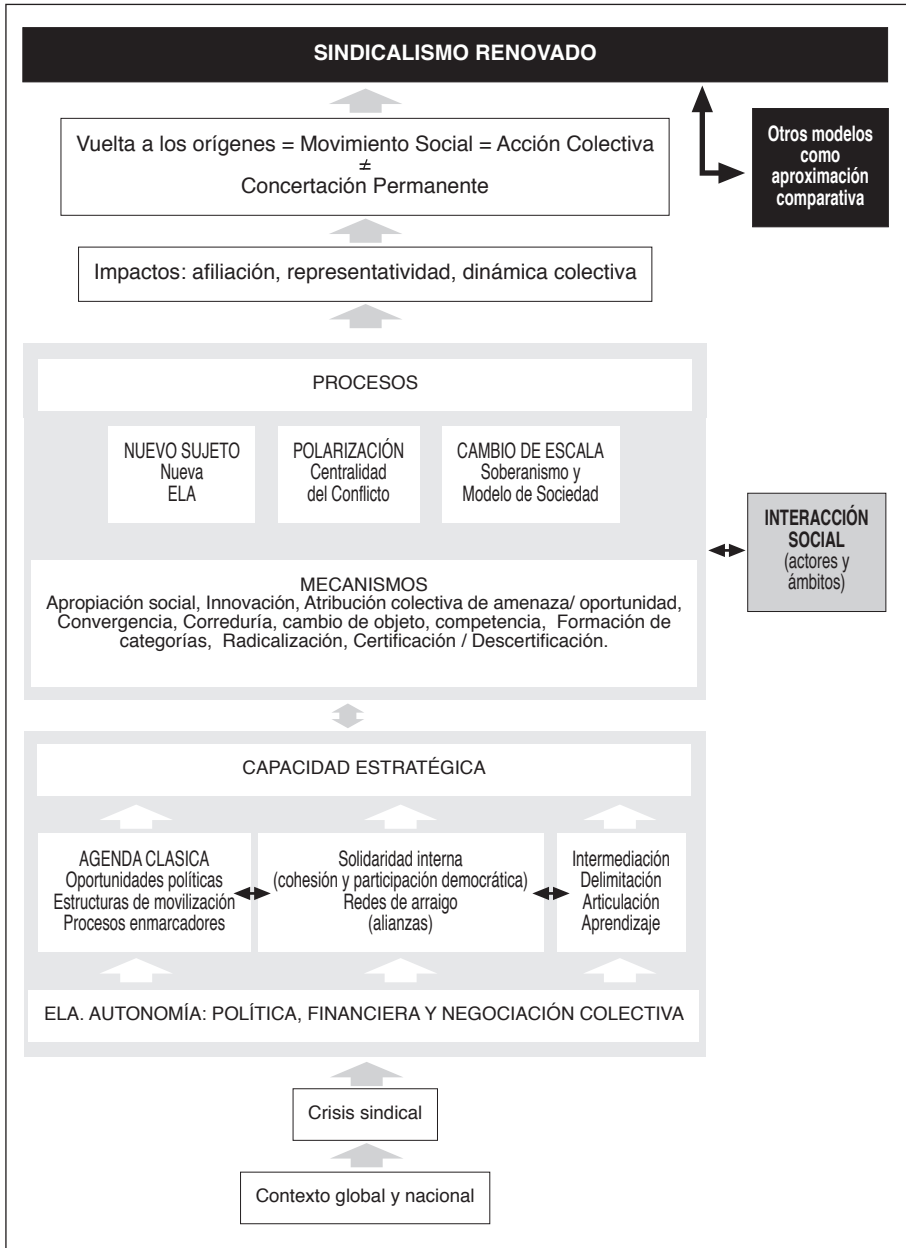 SINDICALISMO RENOVADO
Vuelta a los orígenes = Movimiento Social = Acción Colectiva
≠
Concertación Permanente
Otros modelos
como
aproximación
comparativa
Impactos: afiliación, representatividad, dinámica colectiva
PROCESOS
NUEVO SUJETO
Nueva
ELA
POLARIZACIÓN
Centralidad
del Conflicto
CAMBIO DE ESCALA
Soberanismo y
Modelo de Sociedad
INTERACCIÓN
SOCIAL
(actores y
ámbitos)
MECANISMOS
Apropiación social, Innovación, Atribución colectiva de amenaza/ oportunidad,
Convergencia, Correduría, cambio de objeto, competencia, Formación de
categorías, Radicalización, Certificación / Descertificación.
CAPACIDAD ESTRATÉGICA
AGENDA CLASICA
Oportunidades políticas
Estructuras de movilización
Procesos enmarcadores
Solidaridad interna
(cohesión y participación democrática)
Redes de arraigo
(alianzas)
Intermediación
Delimitación
Articulación
Aprendizaje
ELA. AUTONOMÍA: POLÍTICA, FINANCIERA Y NEGOCIACIÓN COLECTIVA
Crisis sindical
Contexto global y nacional